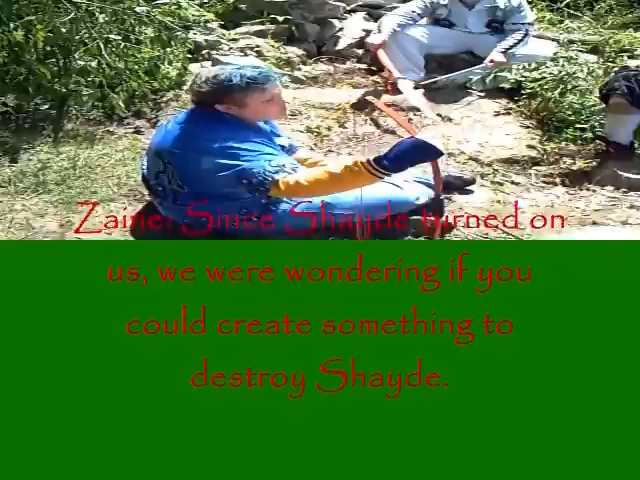 Zaine: Since Shayde turned on
us, we were wondering if you
could create something to
destroy Shayde.